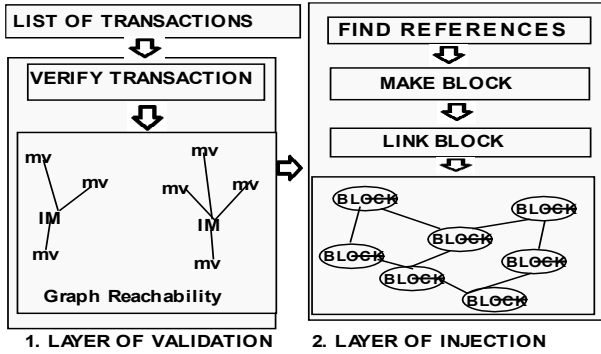 LIST OF TRANSACTIONS
VERIFY TRANSACTION
mv
mv
IM
mv
mv
mv
mv
IM
mv
Graph Reachability
1. LAYER OF VALIDATION
FIND REFERENCES
MAKE BLOCK
LINK BLOCK
BLOCK
BLOCK
BLOCK
BLOCK
BLOCK
BLOCK
BLOCK
2. LAYER OF INJECTION